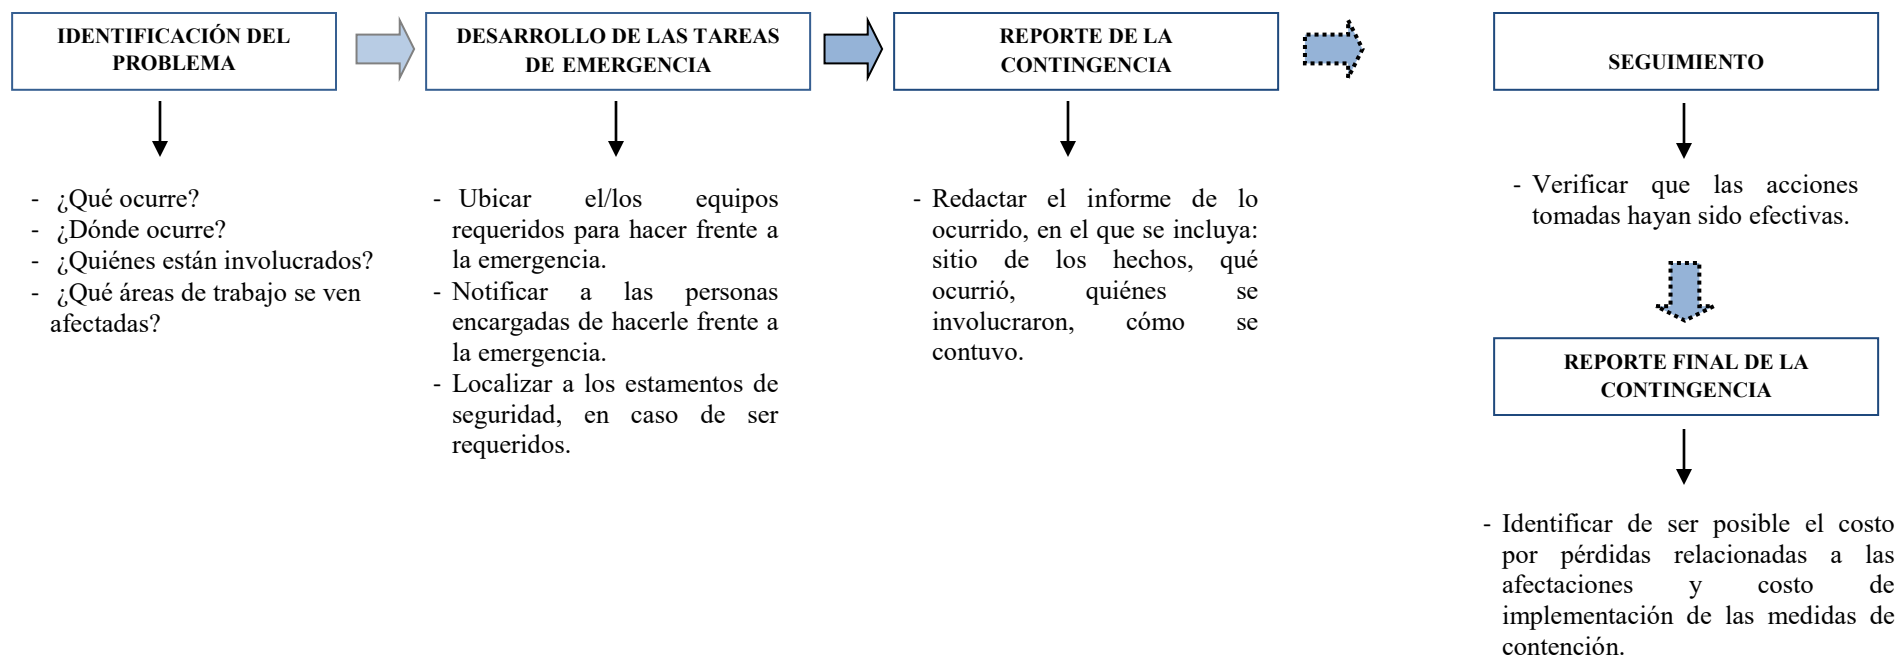 IDENTIFICACIÓN DEL
PROBLEMA
DESARROLLO DE LAS TAREAS
DE EMERGENCIA
REPORTE DE LA
CONTINGENCIA
SEGUIMIENTO
- ¿Qué ocurre?
- ¿Dónde ocurre?
- ¿Quiénes están involucrados?
- ¿Qué áreas de trabajo se ven
afectadas?
- Ubicar el/los equipos
requeridos para hacer frente a
la emergencia.
- Notificar a las personas
encargadas de hacerle frente a
la emergencia.
- Localizar a los estamentos de
seguridad, en caso de ser
requeridos.
- Redactar el informe de lo
ocurrido, en el que se incluya:
sitio de los hechos, qué
ocurrió, quiénes se
involucraron, cómo se
contuvo.
- Verificar que las acciones
tomadas hayan sido efectivas.
REPORTE FINAL DE LA
CONTINGENCIA
- Identificar de ser posible el costo
por pérdidas relacionadas a las
afectaciones y costo de
implementación de las medidas de
contención.